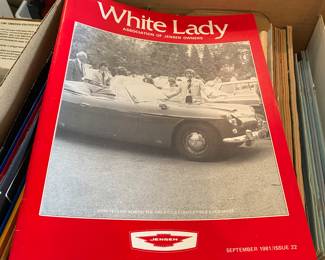 White Lady
ASSOCIATION OF JENSEN OWNERS
JENSEN
SEPTEMBER 1981/ISSUE 22